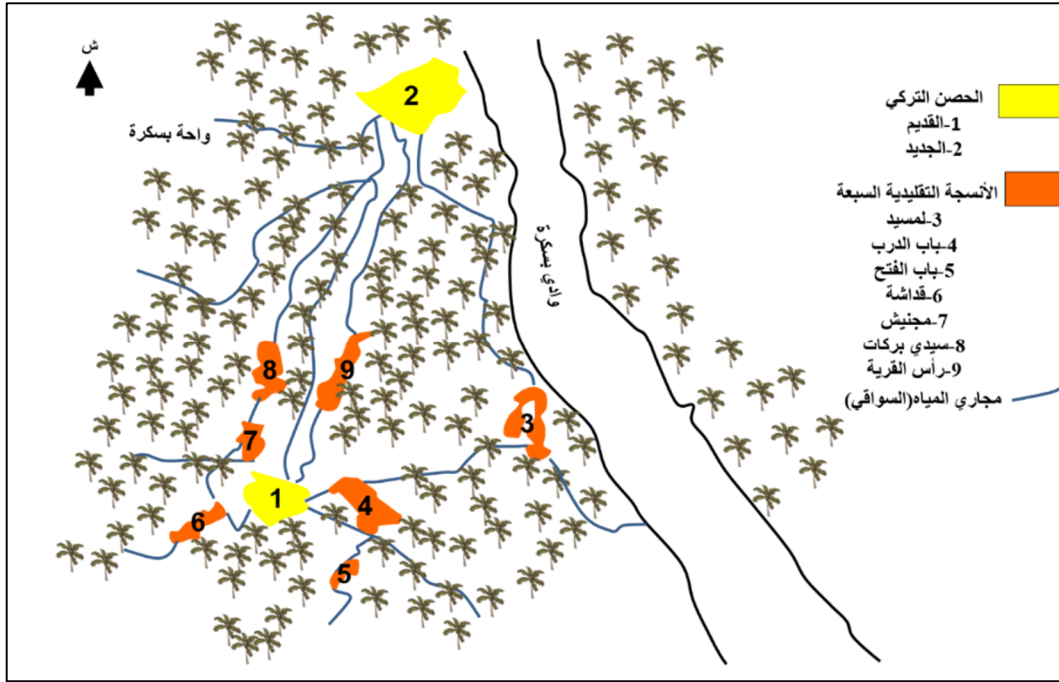 ش
واحة بسكرة
وادي بسكرة
2
8
9
3
7
1
4
6
5
الحصن التركي
1-القديم
2-الجديد
الأنسجة التقليدية السبعة
3-لمسيد
4-باب الدرب
5-باب الفتح
6-قداشة
7-مجنيش
8-سيدي بركات
9-رأس القرية
مجاري المياه(السواقي)